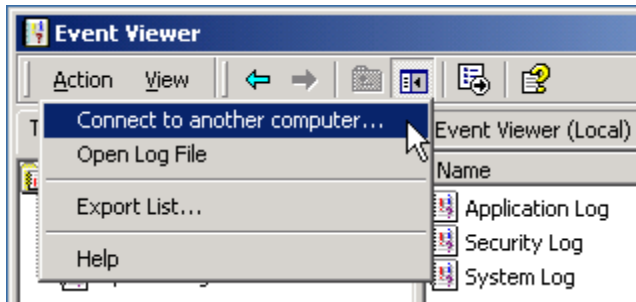 Event Viewer
Action View
Connect to another computer...
Open Log File
Export List...
Help
Event Viewer (Local)
Name
Application Log
Security Log
System Log